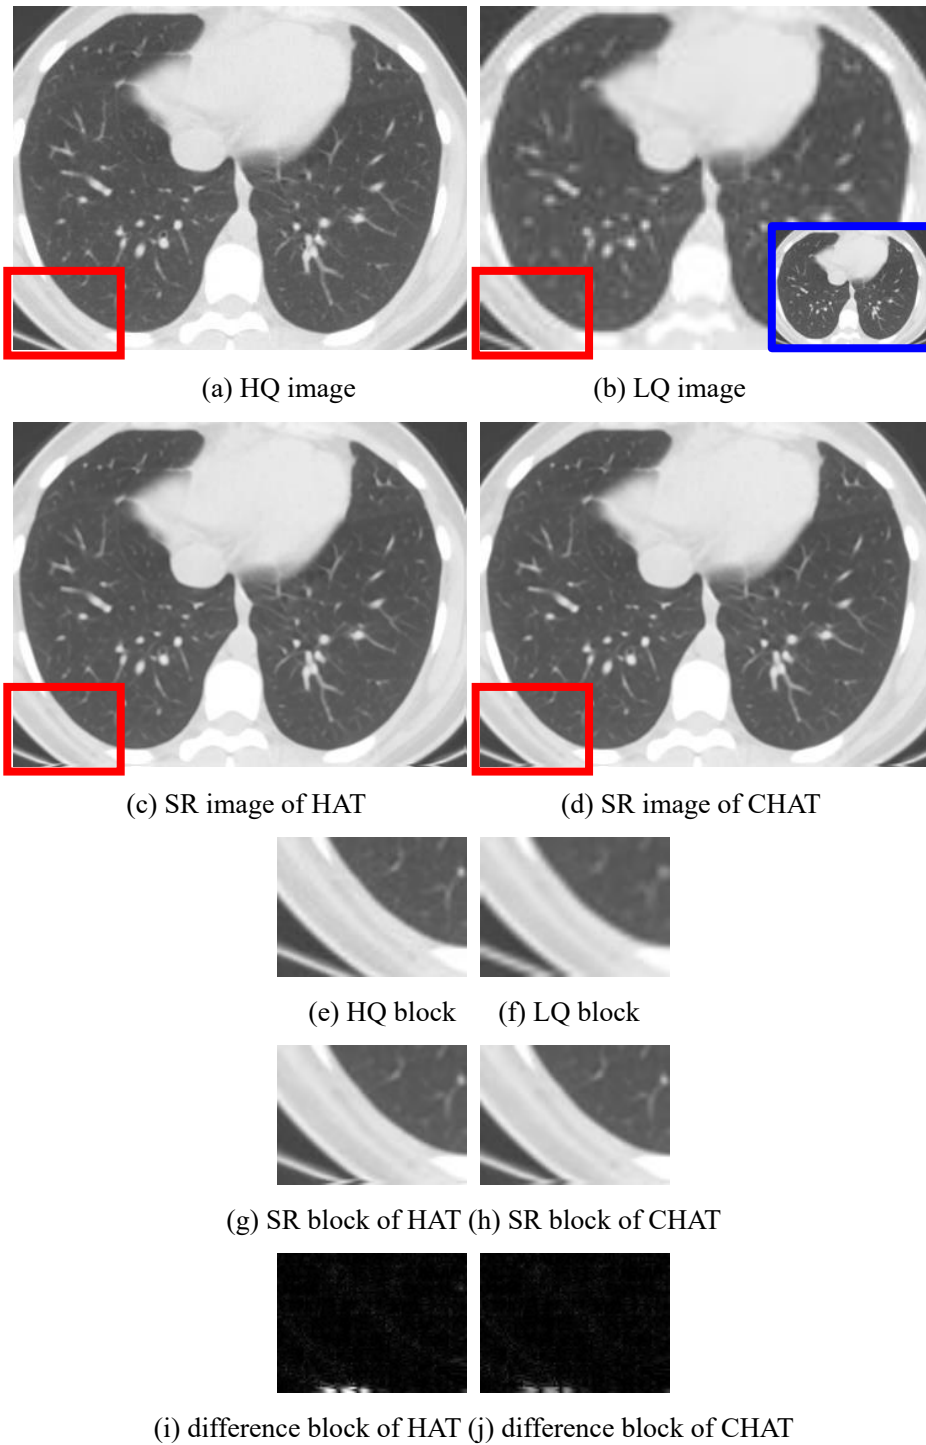 (a) HQ image
(b) LQ image
(c) SR image of HAT
(d) SR image of CHAT
(e) HQ block
(f) LQ block
(g) SR block of HAT
(h) SR block of CHAT
(i) difference block of HAT
(j) difference block of CHAT